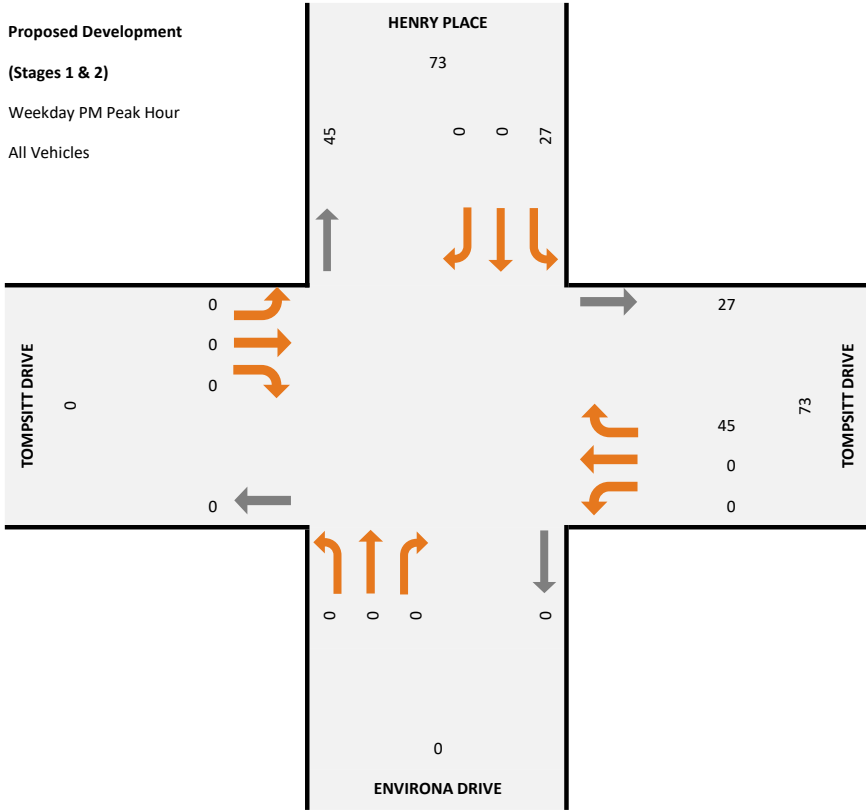 Proposed Development
(Stages 1 & 2)
Weekday PM Peak Hour
All Vehicles
HENRY PLACE
73
45
0
0
27
0
0
0
TOMPSITT DRIVE
0
0
27
45
0
0
73
TOMPSITT DRIVE
0
0
0
0
0
ENVIRONA DRIVE